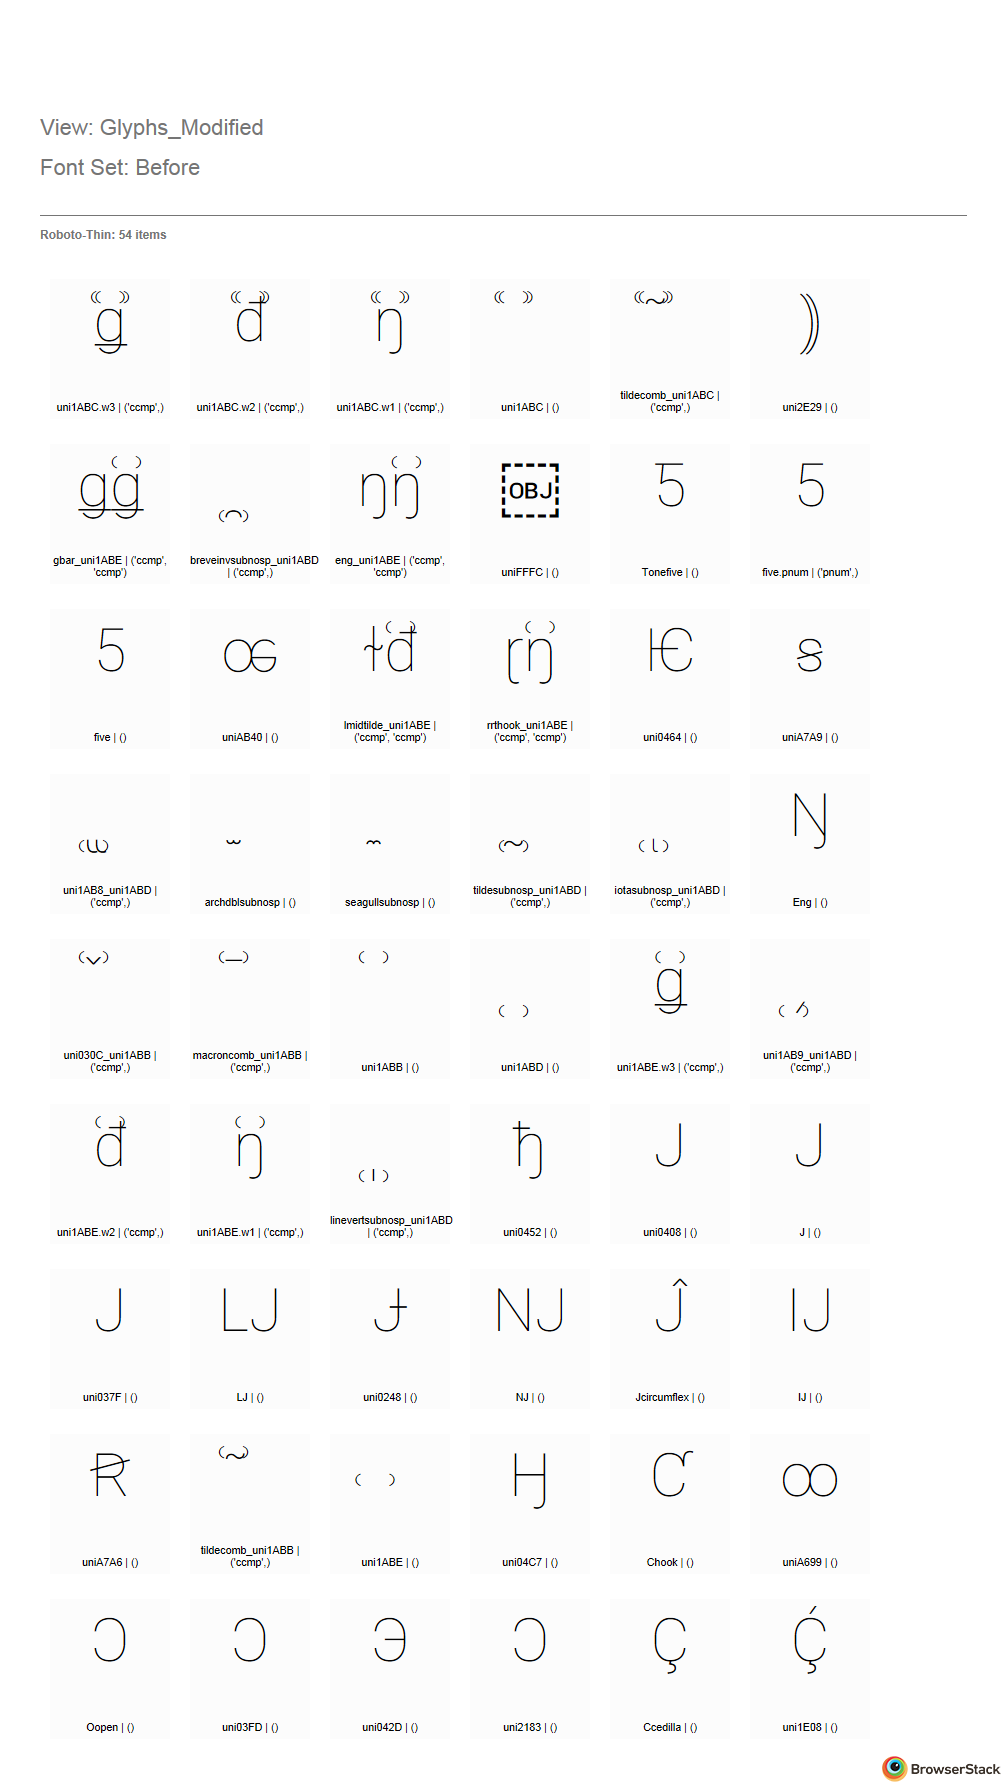 View: Glyphs_Modified
Font Set: Before
Roboto-Thin: 54 items
uni1ABC.w3 | ('ccmp',)
uni1ABC.w2 | ('ccmp',)
uni1ABC.w1 | ('ccmp',)
uni1ABC | ()
tildecomb_uni1ABC |
('ccmp',)
uni2E29 | ()
gbar_uni1ABE | ('ccmp',
'ccmp')
breveinvsubnosp_uni1ABD
| ('ccmp',)
eng_uni1ABE | ('ccmp',
'ccmp')
OBJ
uniFFFC | ()
5
Tonefive | ()
5
five.pnum | ('pnum',)
5
five | ()
uniAB40 | ()
lmidtilde_uni1ABE |
('ccmp', 'ccmp')
rrthook_uni1ABE |
('ccmp', 'ccmp')
Ѥ
uni0464 | ()
ꞩ
uniA7A9 | ()
uni1AB8_uni1ABD |
('ccmp',)
archdblsubnosp | ()
seagullsubnosp | ()
tildesubnosp_uni1ABD |
('ccmp',)
iotasubnosp_uni1ABD |
('ccmp',)
Ŋ
Eng | ()
uni030C_uni1ABB |
('ccmp',)
macroncomb_uni1ABB |
('ccmp',)
uni1ABB | ()
uni1ABD | ()
uni1ABE.w3 | ('ccmp',)
uni1AB9_uni1ABD |
('ccmp',)
uni1ABE.w2 | ('ccmp',)
uni1ABE.w1 | ('ccmp',)
linevertsubnosp_uni1ABD
| ('ccmp',)
ђ
uni0452 | ()
Ј
uni0408 | ()
J
J | ()
Ϳ
uni037F | ()
LJ
LJ | ()
Ɉ
uni0248 | ()
NJ
NJ | ()
Ĵ
Jcircumflex | ()
IJ
IJ | ()
Ꞧ
uniA7A6 | ()
tildecomb_uni1ABB |
('ccmp',)
uni1ABE | ()
Ӈ
uni04C7 | ()
Ƈ
Chook | ()
ꚙ
uniA699 | ()
Ɔ
Oopen | ()
Ͻ
uni03FD | ()
Э
uni042D | ()
Ↄ
uni2183 | ()
Ç
Ccedilla | ()
Ḉ
uni1E08 | ()
BrowserStack